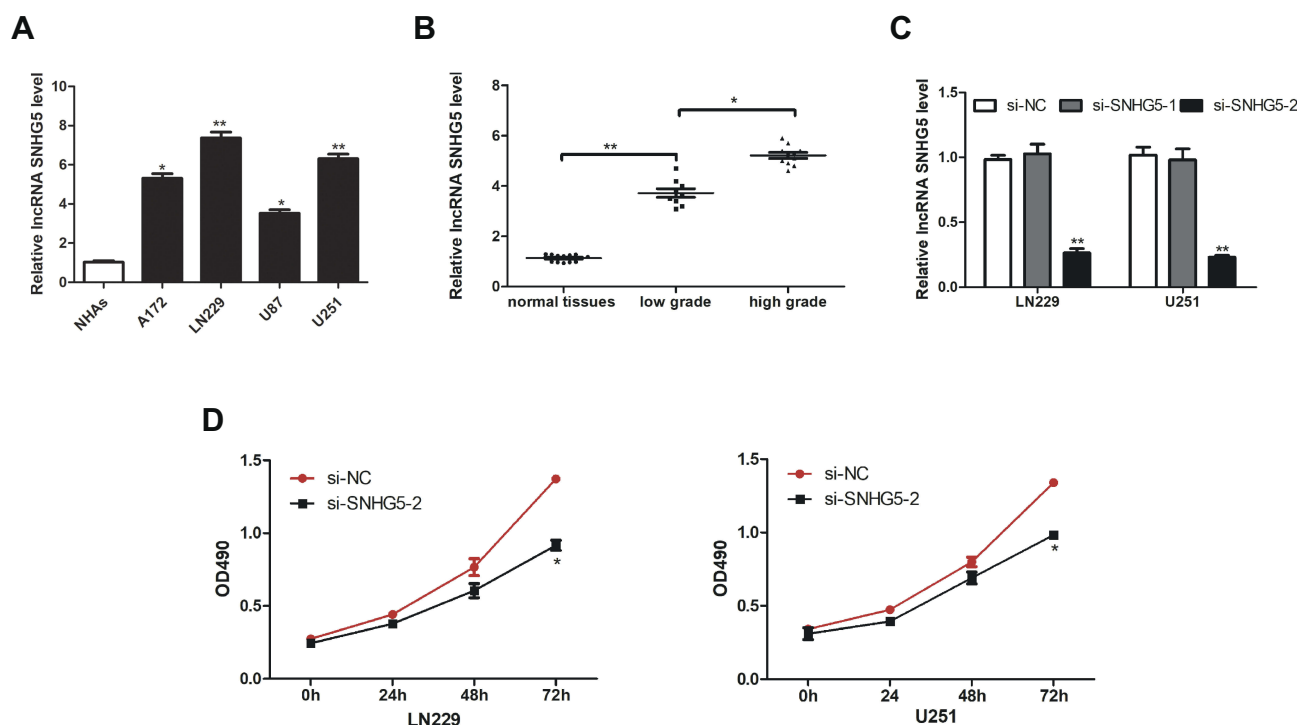 A
Relative lncRNA SNHG5 level
10
8
6
4
2
0
*
**
*
**
NHAs
A172
LN229
U87
U251
B
Relative lncRNA SNHG5 level
8
6
4
2
0
**
*
normal tissues
low grade
high grade
C
Relative lncRNA SNHG5 level
1.5
1.0
0.5
0.0
si-NC
si-SNHG5-1
si-SNHG5-2
**
**
LN229
U251
D
OD490
1.5
1.0
0.5
0.0
si-NC
si-SNHG5-2
*
0h
24h
48h
72h
LN229
OD490
1.5
1.0
0.5
0.0
si-NC
si-SNHG5-2
*
0h
24
48h
72h
U251